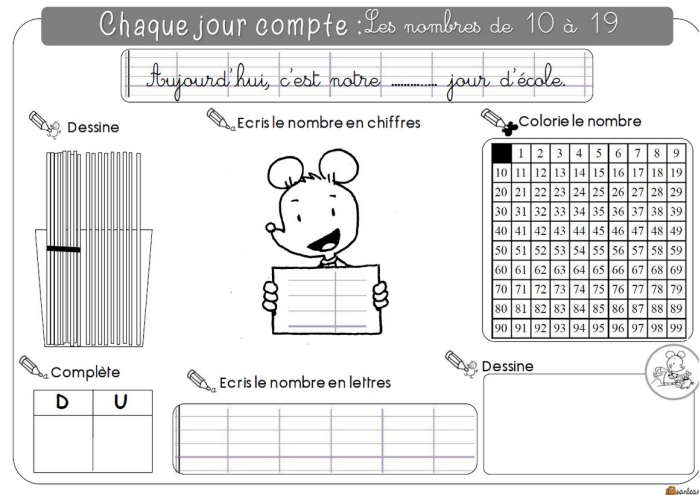 Chaque jour compte : Les nombres de 10 à 19
Aujourd'hui, c'est notre ............. jour d'école.
Dessine
Ecris le nombre en chiffres
Colorie le nombre
1 2 3 4 5 6 7 8 9
10 11 12 13 14 15 16 17 18 19
20 21 22 23 24 25 26 27 28 29
30 31 32 33 34 35 36 37 38 39
40 41 42 43 44 45 46 47 48 49
50 51 52 53 54 55 56 57 58 59
60 61 62 63 64 65 66 67 68 69
70 71 72 73 74 75 76 77 78 79
80 81 82 83 84 85 86 87 88 89
90 91 92 93 94 95 96 97 98 99
Complète
D U
Ecris le nombre en lettres
Dessine